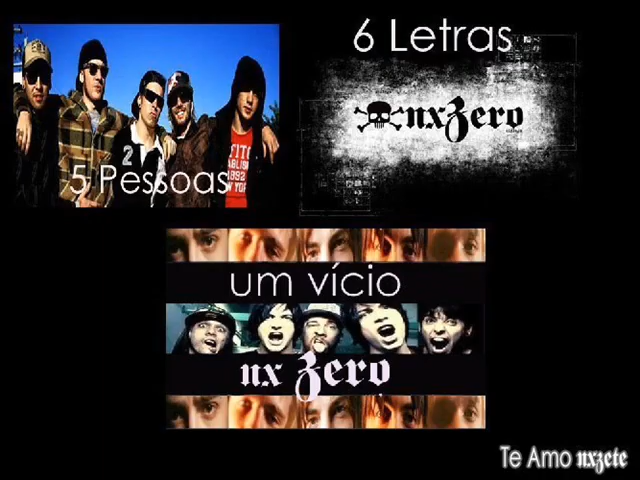 5 Pessoas
6 Letras
nxzero
um vício
nx zero
Te Amo nxzete